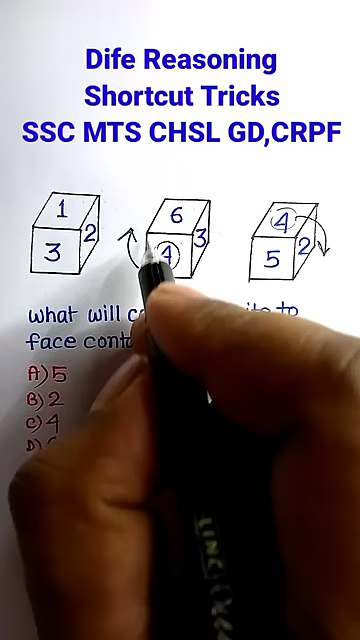 Dife Reasoning
Shortcut Tricks
SSC MTS CHSL GD,CRPF
1
2
3
6
3
4
4
2
5
what will
face
A) 5
B) 2
C) 4
D)
LINC